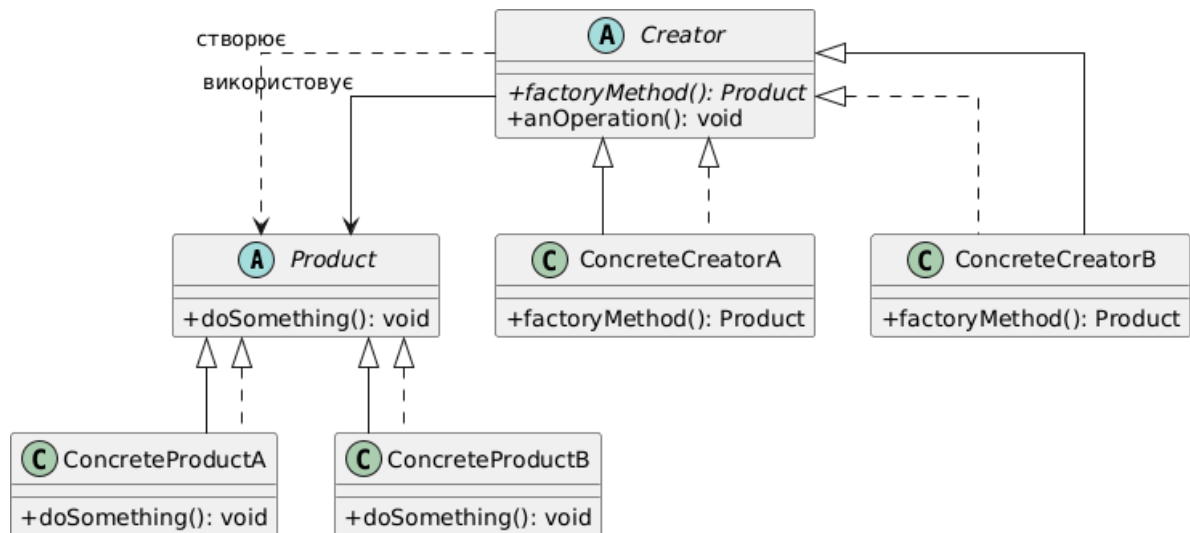 A Creator
+factoryMethod(): Product
+anOperation(): void
створює
використовує
A Product
+doSomething(): void
C ConcreteCreatorA
+factoryMethod(): Product
C ConcreteCreatorB
+factoryMethod(): Product
C ConcreteProductA
+doSomething(): void
C ConcreteProductB
+doSomething(): void